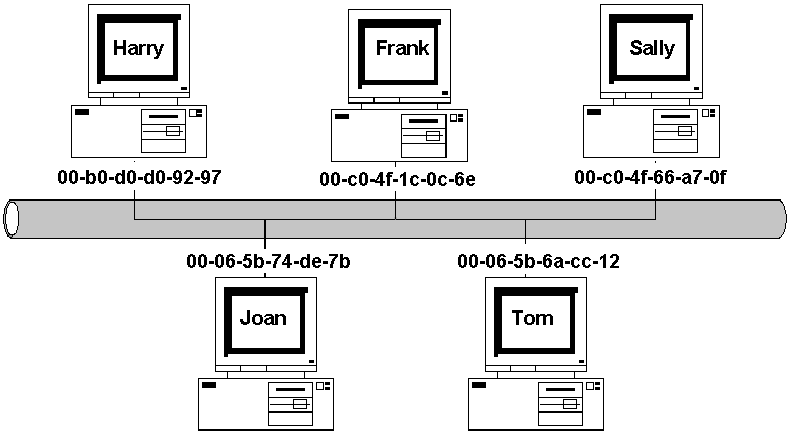 Harry
Frank
Sally
00-b0-d0-d0-92-97
00-c0-4f-1c-0c-6e
00-c0-4f-66-a7-0f
00-06-5b-74-de-7b
00-06-5b-6a-cc-12
Joan
Tom